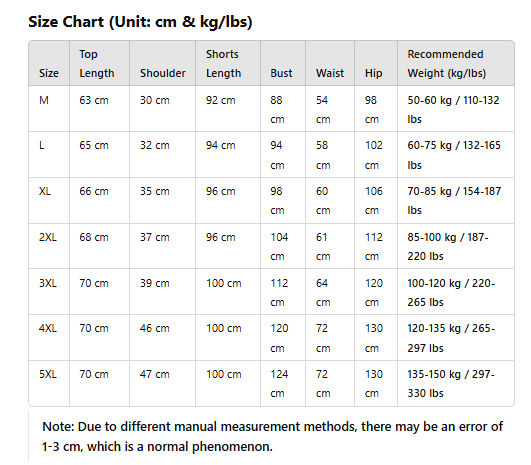 Size Chart (Unit: cm & kg/lbs)
Size Top Length Shoulder Shorts Length Bust Waist Hip Recommended Weight (kg/lbs)
M 63 cm 30 cm 92 cm 88 cm 54 cm 98 cm 50-60 kg / 110-132 lbs
L 65 cm 32 cm 94 cm 94 cm 58 cm 102 cm 60-75 kg / 132-165 lbs
XL 66 cm 35 cm 96 cm 98 cm 60 cm 106 cm 70-85 kg / 154-187 lbs
2XL 68 cm 37 cm 96 cm 104 cm 61 cm 112 cm 85-100 kg / 187-220 lbs
3XL 70 cm 39 cm 100 cm 112 cm 64 cm 120 cm 100-120 kg / 220-265 lbs
4XL 70 cm 46 cm 100 cm 120 cm 72 cm 130 cm 120-135 kg / 265-297 lbs
5XL 70 cm 47 cm 100 cm 124 cm 72 cm 130 cm 135-150 kg / 297-330 lbs
Note: Due to different manual measurement methods, there may be an error of
1-3 cm, which is a normal phenomenon.